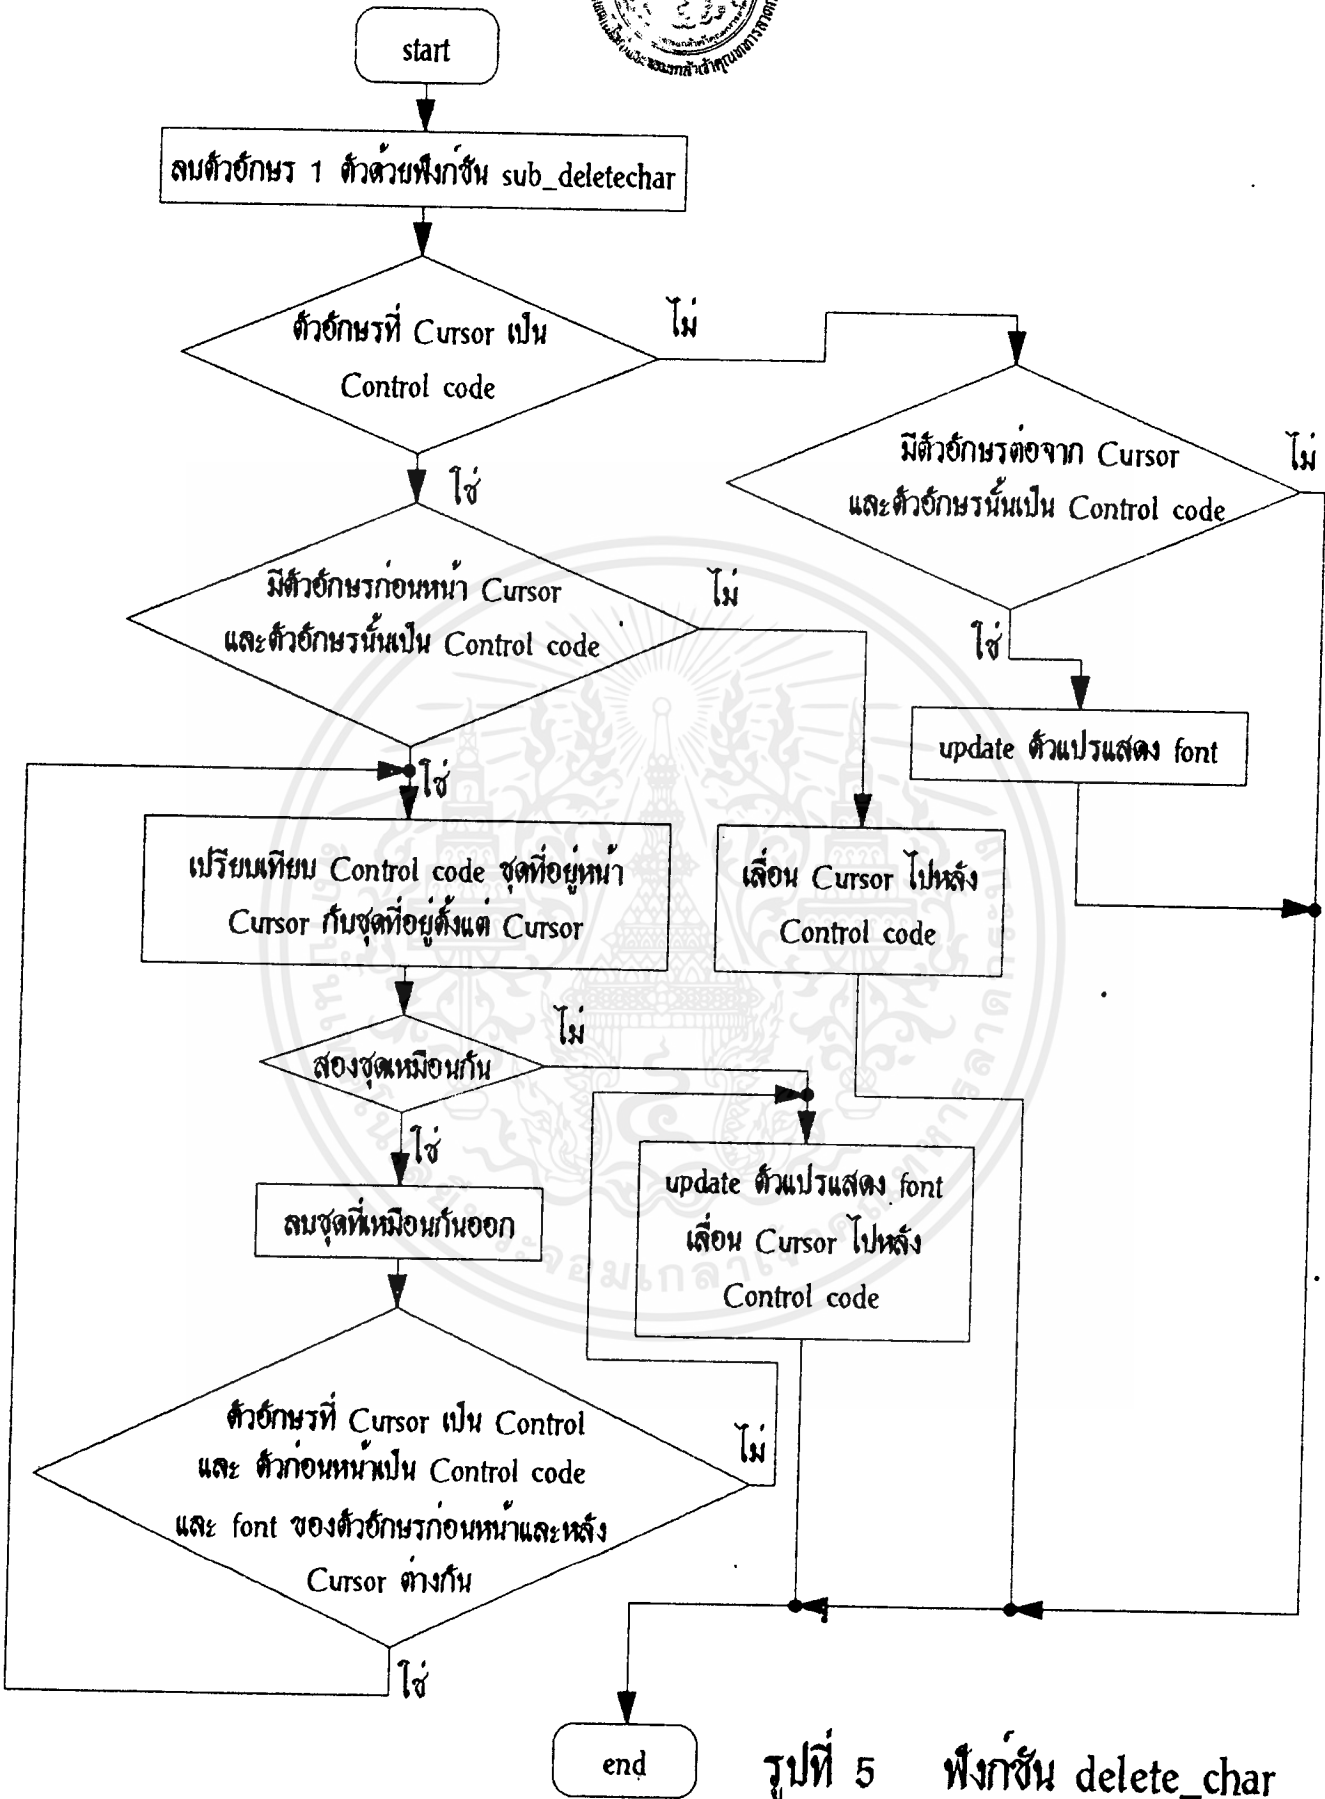 start
ลบตัวอักษร 1 ตัวด้วยฟังก์ชัน sub_deletechar
ตัวอักษรที่ Cursor เป็น
Control code
ไม่
ใช่
มีตัวอักษรต่อจาก Cursor
และตัวอักษรนั้นเป็น Control code
ไม่
ใช่
update ตัวแปรแสดง font
มีตัวอักษรก่อนหน้า Cursor
และตัวอักษรนั้นเป็น Control code
ไม่
ใช่
เปรียบเทียบ Control code ชุดที่อยู่หน้า
Cursor กับชุดที่อยู่ตั้งแต่ Cursor
เลื่อน Cursor ไปหลัง
Control code
สองชุดเหมือนกัน
ไม่
ใช่
ลบชุดที่เหมือนกันออก
update ตัวแปรแสดง font
เลื่อน Cursor ไปหลัง
Control code
ตัวอักษรที่ Cursor เป็น Control
และ ตัวก่อนหน้าเป็น Control code
และ font ของตัวอักษรก่อนหน้าและหลัง
Cursor ต่างกัน
ไม่
ใช่
end
รูปที่ 5 ฟังก์ชัน delete_char